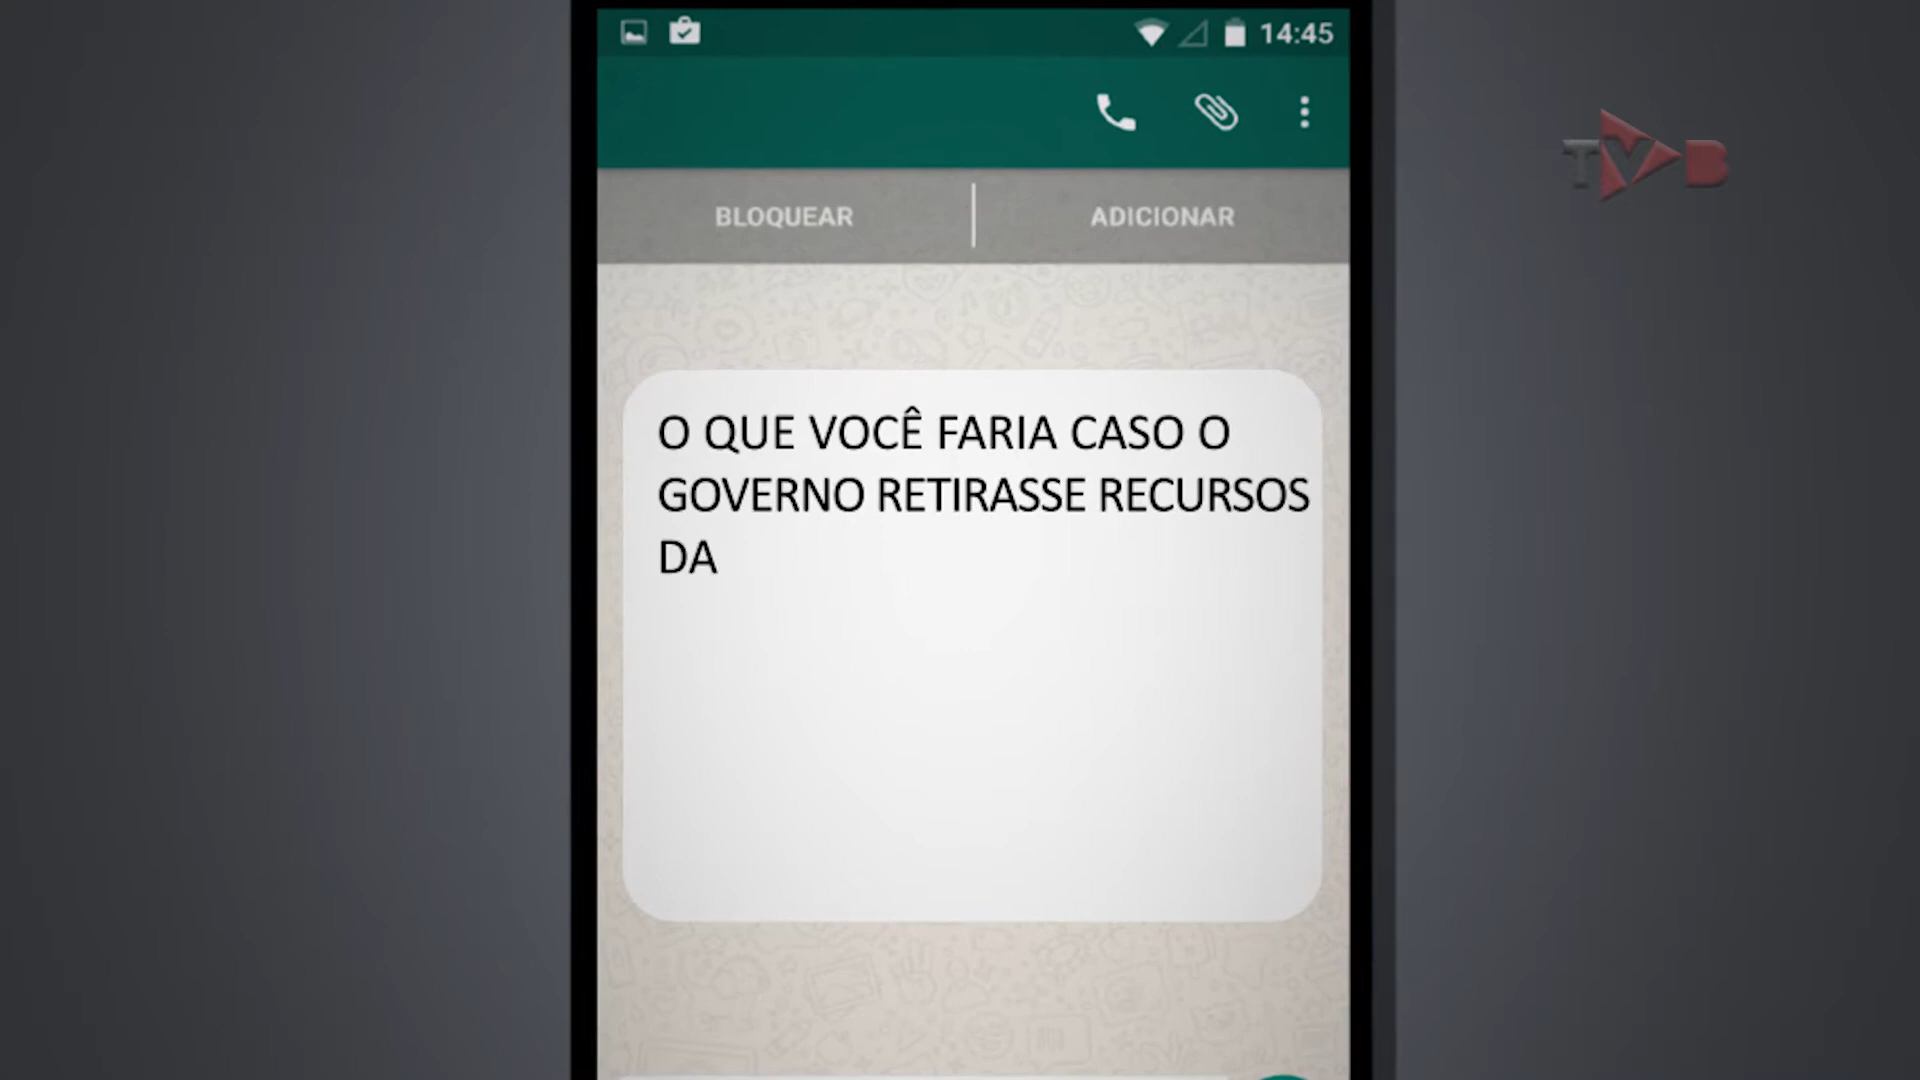 14:45
TVB
BLOQUEAR
ADICIONAR
O QUE VOCÊ FARIA CASO O
GOVERNO RETIRASSE RECURSOS
DA